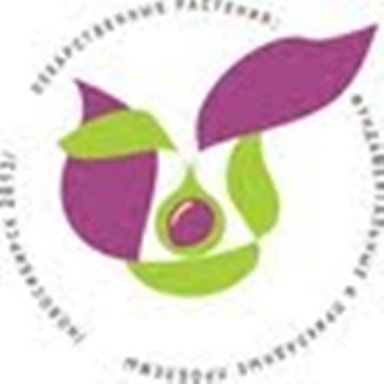 ЛЕКАРСТВЕННЫЕ РАСТЕНИЯ:
ФУНДАМЕНТАЛЬНЫЕ И ПРИКЛАДНЫЕ ПРОБЛЕМЫ
/НОВОСИБИРСК 2013/